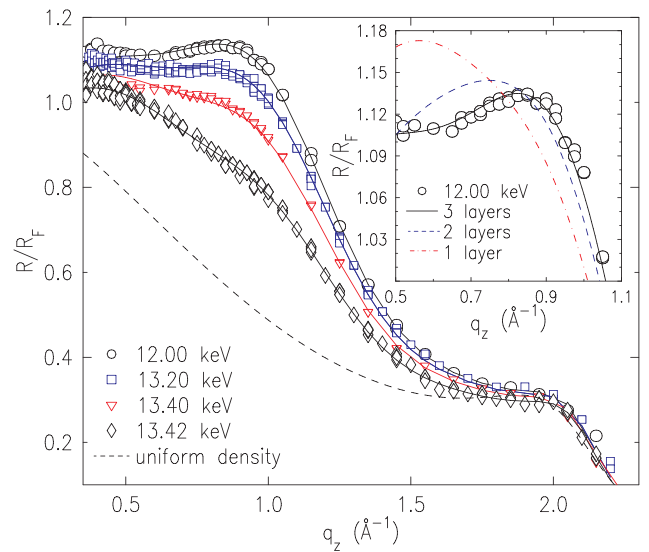 1.2
1.0
0.8
0.6
0.4
0.2
R/R_F
0.5
1.0
1.5
2.0
q_z (Å⁻¹)
12.00 keV
13.20 keV
13.40 keV
13.42 keV
uniform density
1.18
1.15
1.12
1.09
1.06
1.03
R/R_F
0.5
0.7
0.9
1.1
q_z (Å⁻¹)
12.00 keV
3 layers
2 layers
1 layer